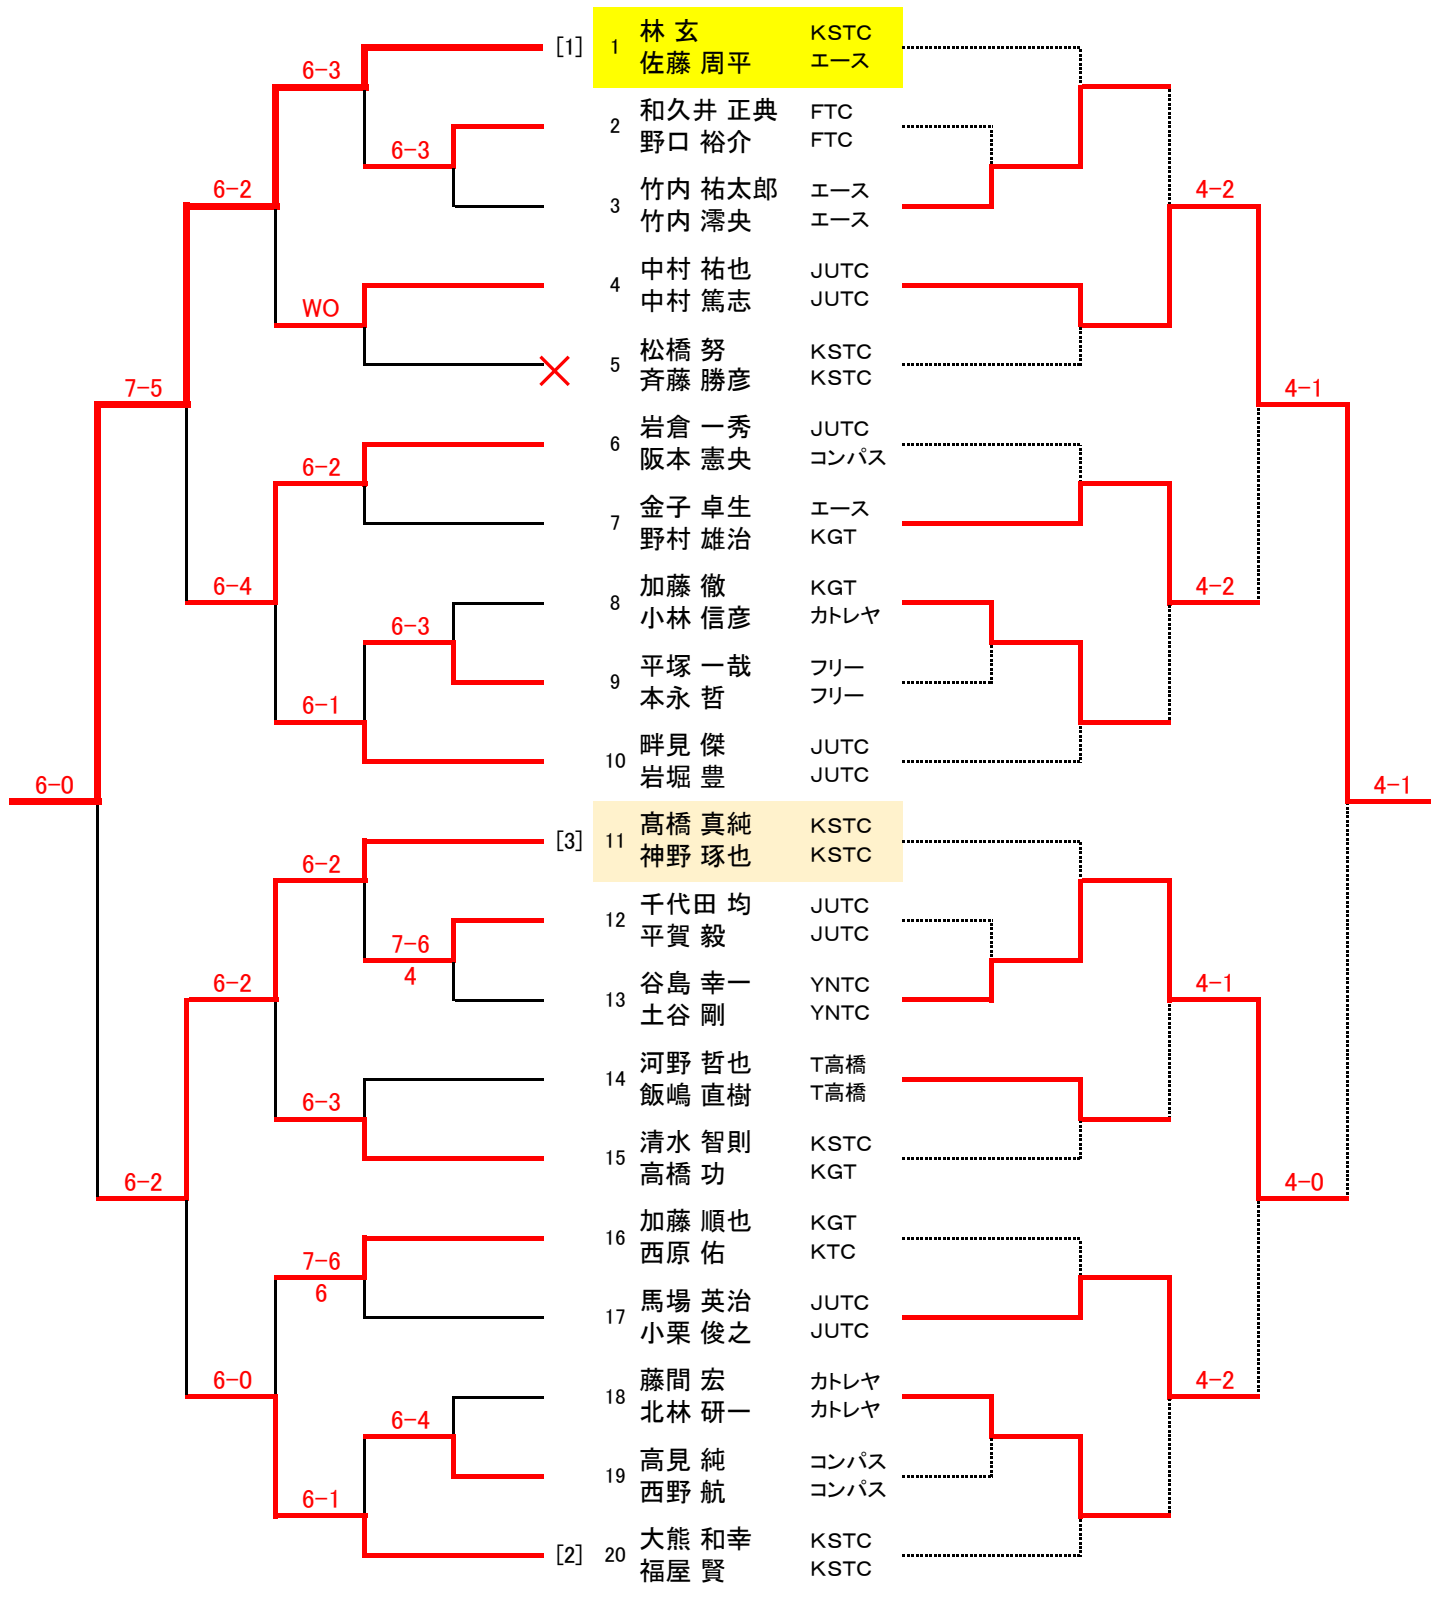 [1] 1 林 玄 KSTC
佐藤 周平 エース
6-3
2 和久井 正典 FTC
野口 裕介 FTC
6-3
6-2
3 竹内 祐太郎 エース
竹内 澪央 エース
4-2
4 中村 祐也 JUTC
中村 篤志 JUTC
WO
5 松橋 努 KSTC
斉藤 勝彦 KSTC
7-5
4-1
6 岩倉 一秀 JUTC
阪本 憲央 コンパス
6-2
7 金子 卓生 エース
野村 雄治 KGT
6-4
4-2
8 加藤 徹 KGT
小林 信彦 カトレヤ
6-3
9 平塚 一哉 フリー
本永 哲 フリー
6-1
10 畔見 傑 JUTC
岩堀 豊 JUTC
6-0
4-1
[3] 11 髙橋 真純 KSTC
神野 琢也 KSTC
6-2
12 千代田 均 JUTC
平賀 毅 JUTC
7-6
4
6-2
4-1
13 谷島 幸一 YNTC
土谷 剛 YNTC
14 河野 哲也 T高橋
飯嶋 直樹 T高橋
6-3
15 清水 智則 KSTC
高橋 功 KGT
6-2
4-0
16 加藤 順也 KGT
西原 佑 KTC
7-6
6
17 馬場 英治 JUTC
小栗 俊之 JUTC
6-0
4-2
18 藤間 宏 カトレヤ
北林 研一 カトレヤ
6-4
19 高見 純 コンパス
西野 航 コンパス
6-1
[2] 20 大熊 和幸 KSTC
福屋 賢 KSTC